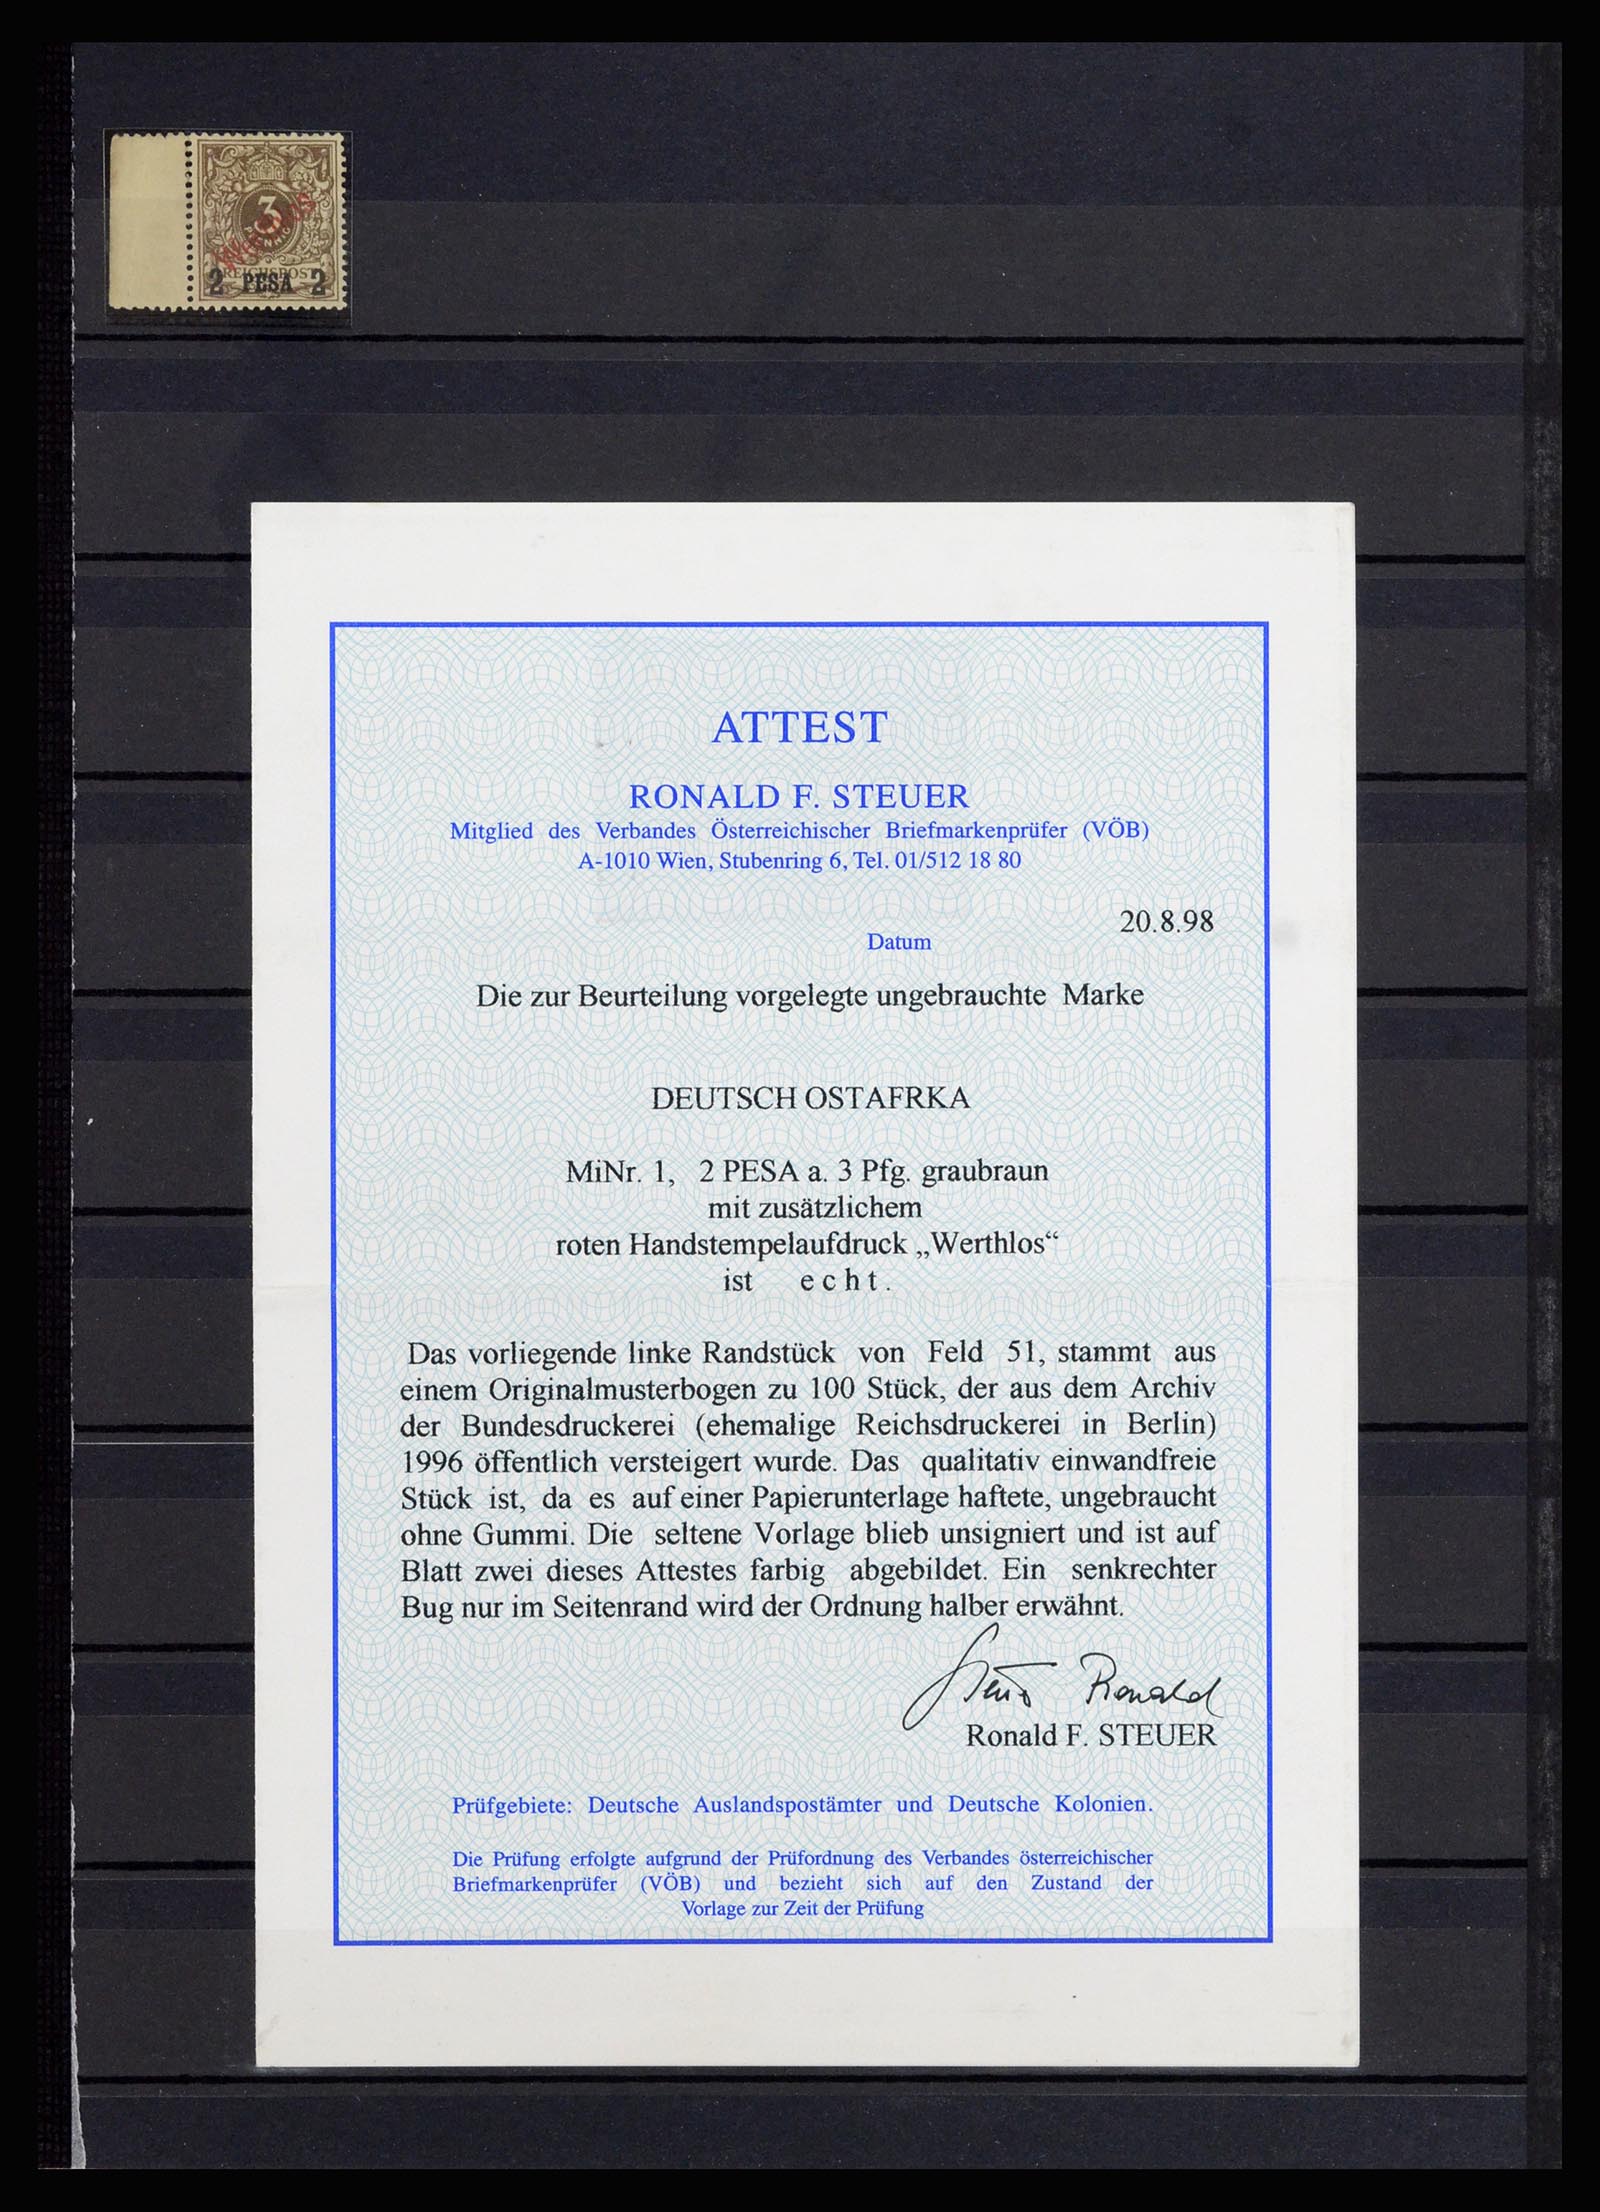 3
PFENNIG
Werthlos
REICHSPOST
2 PESA 2
ATTEST
RONALD F. STEUER
Mitglied des Verbandes Österreichischer Briefmarkenprüfer (VÖB)
A-1010 Wien, Stubenring 6, Tel. 01/512 18 80
20.8.98
Datum
Die zur Beurteilung vorgelegte ungebrauchte Marke
DEUTSCH OSTAFRKA
MiNr. 1, 2 PESA a. 3 Pfg. graubraun
mit zusätzlichem
roten Handstempelaufdruck „Werthlos“
ist e c h t .
Das vorliegende linke Randstück von Feld 51, stammt aus
einem Originalmusterbogen zu 100 Stück, der aus dem Archiv
der Bundesdruckerei (ehemalige Reichsdruckerei in Berlin)
1996 öffentlich versteigert wurde. Das qualitativ einwandfreie
Stück ist, da es auf einer Papierunterlage haftete, ungebraucht
ohne Gummi. Die seltene Vorlage blieb unsigniert und ist auf
Blatt zwei dieses Attestes farbig abgebildet. Ein senkrechter
Bug nur im Seitenrand wird der Ordnung halber erwähnt.
Steuer Ronald
Ronald F. STEUER
Prüfgebiete: Deutsche Auslandspostämter und Deutsche Kolonien.
Die Prüfung erfolgte aufgrund der Prüfordnung des Verbandes österreichischer
Briefmarkenprüfer (VÖB) und bezieht sich auf den Zustand der
Vorlage zur Zeit der Prüfung